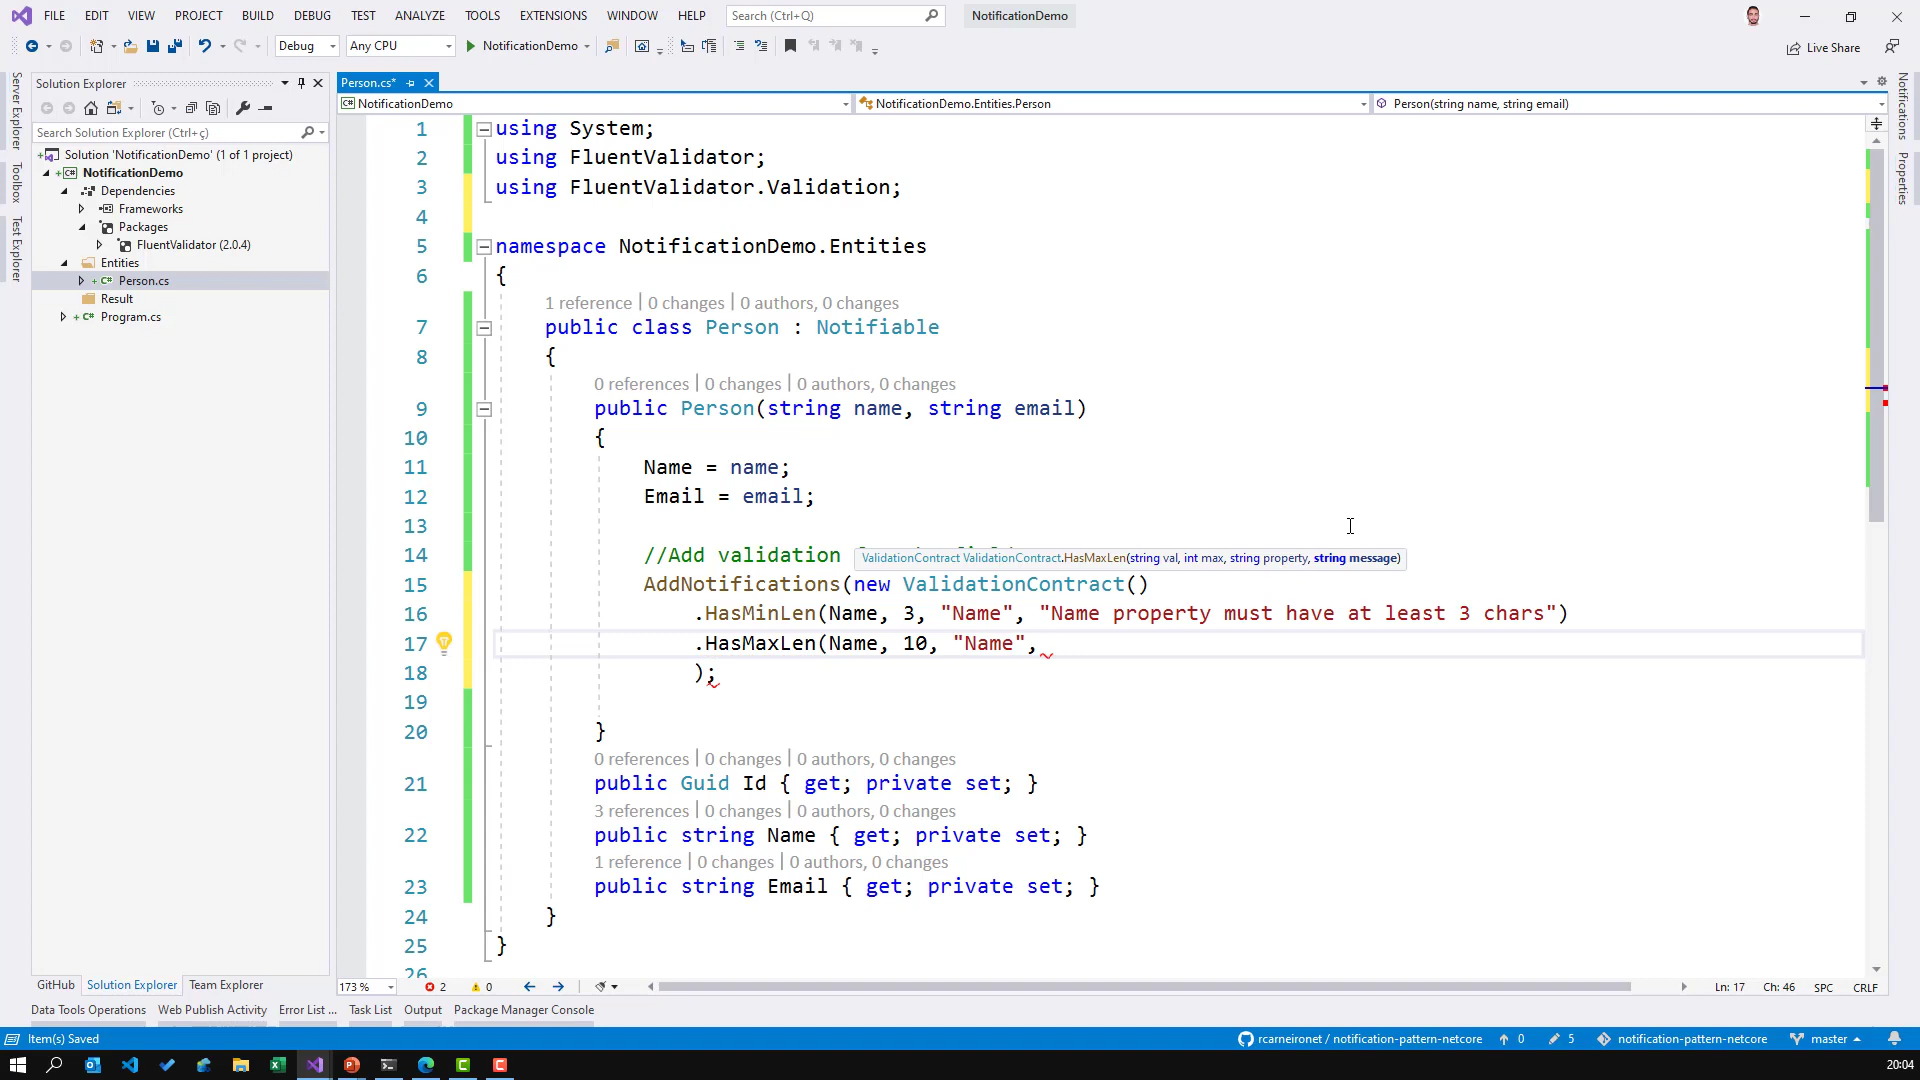 FILE EDIT VIEW PROJECT BUILD DEBUG TEST ANALYZE TOOLS EXTENSIONS WINDOW HELP Search (Ctrl+Q) NotificationDemo
Debug Any CPU NotificationDemo Live Share
Server Explorer
Toolbox
Test Explorer
Solution Explorer
Search Solution Explorer (Ctrl+ç)
Solution 'NotificationDemo' (1 of 1 project)
NotificationDemo
Dependencies
Frameworks
Packages
FluentValidator (2.0.4)
Entities
Person.cs
Result
Program.cs
GitHub Solution Explorer Team Explorer
Person.cs*
NotificationDemo NotificationDemo.Entities.Person Person(string name, string email)
1 using System;
2 using FluentValidator;
3 using FluentValidator.Validation;
4
5 namespace NotificationDemo.Entities
6 {
1 reference | 0 changes | 0 authors, 0 changes
7 public class Person : Notifiable
8 {
0 references | 0 changes | 0 authors, 0 changes
9 public Person(string name, string email)
10 {
11 Name = name;
12 Email = email;
13
14 //Add validation
ValidationContract ValidationContract.HasMaxLen(string val, int max, string property, string message)
15 AddNotifications(new ValidationContract()
16 .HasMinLen(Name, 3, "Name", "Name property must have at least 3 chars")
17 .HasMaxLen(Name, 10, "Name",
18 );
19
20 }
0 references | 0 changes | 0 authors, 0 changes
21 public Guid Id { get; private set; }
3 references | 0 changes | 0 authors, 0 changes
22 public string Name { get; private set; }
1 reference | 0 changes | 0 authors, 0 changes
23 public string Email { get; private set; }
24 }
25 }
26
173 % 2 0 Ln: 17 Ch: 46 SPC CRLF
Notifications
Properties
Data Tools Operations Web Publish Activity Error List ... Task List Output Package Manager Console
Item(s) Saved rcarneironet / notification-pattern-netcore 0 5 notification-pattern-netcore master
20:04